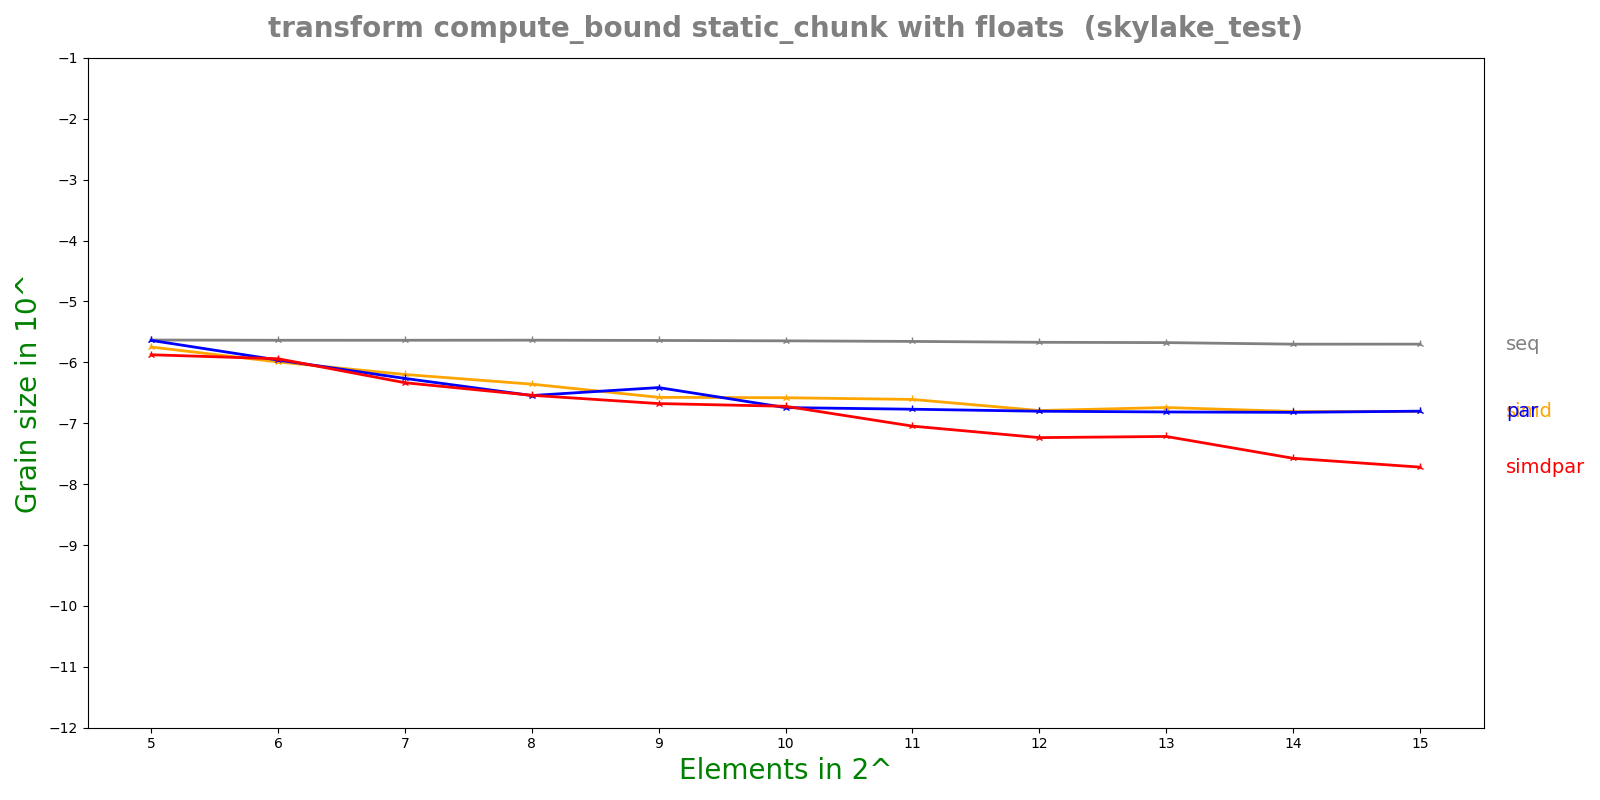 transform compute_bound static_chunk with floats  (skylake_test)
Grain size in 10^
−1
−2
−3
−4
−5
−6
−7
−8
−9
−10
−11
−12
seq
simd
par
simdpar
5 6 7 8 9 10 11 12 13 14 15
Elements in 2^